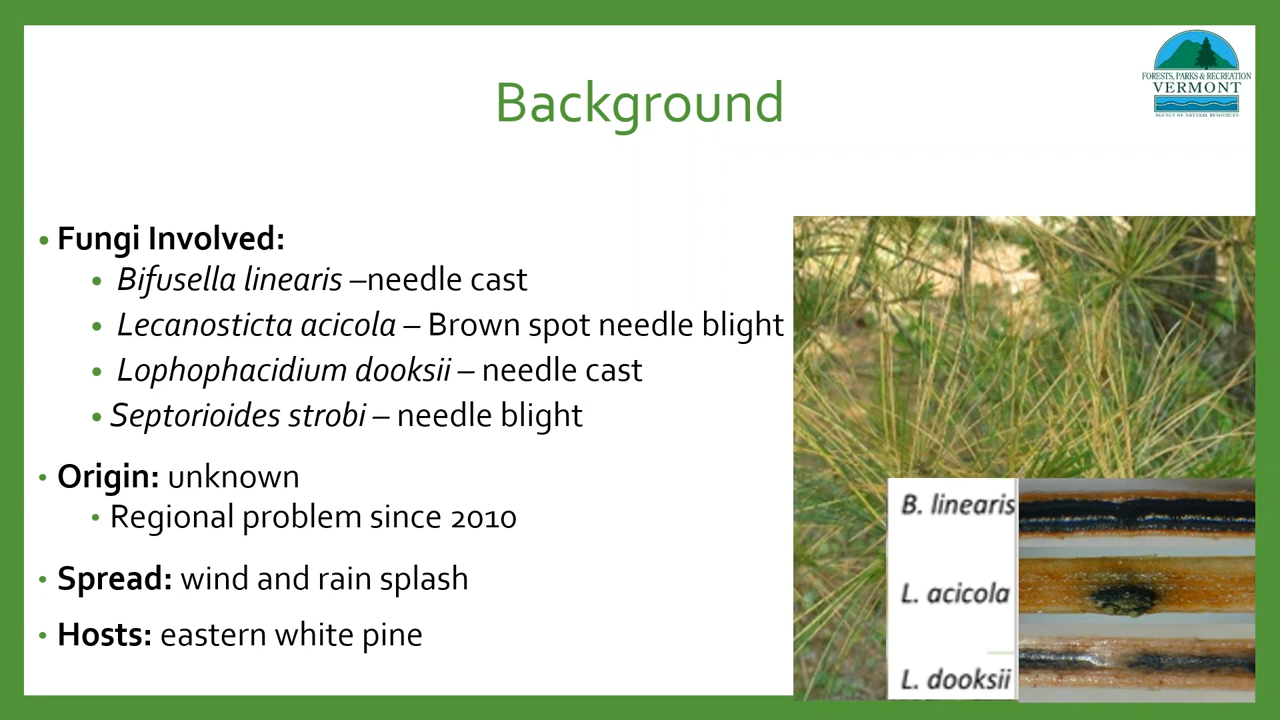 FORESTS, PARKS & RECREATION
VERMONT
AGENCY OF NATURAL RESOURCES
Background
• Fungi Involved:
• Bifusella linearis –needle cast
• Lecanosticta acicola – Brown spot needle blight
• Lophophacidium dooksii – needle cast
• Septorioides strobi – needle blight
• Origin: unknown
• Regional problem since 2010
• Spread: wind and rain splash
• Hosts: eastern white pine
B. linearis
L. acicola
L. dooksii